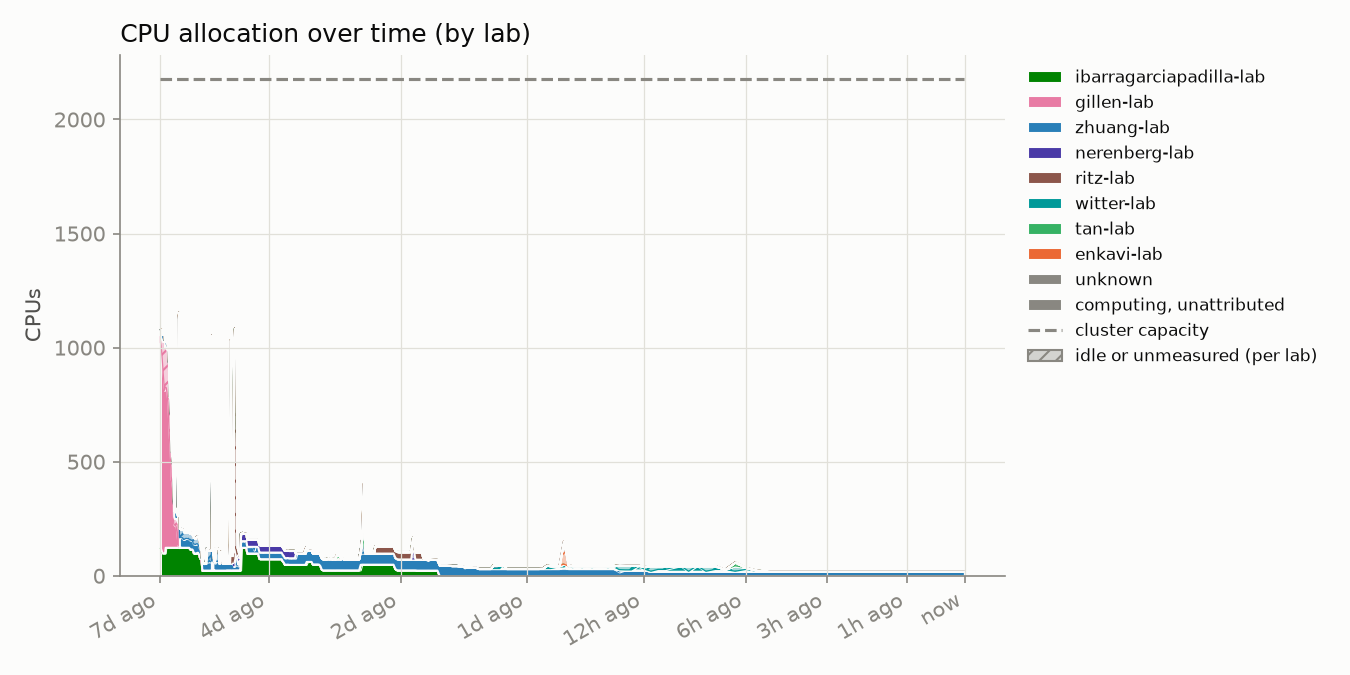 CPU allocation over time (by lab)
CPUs
2000
1500
1000
500
0
7d ago
4d ago
2d ago
1d ago
12h ago
6h ago
3h ago
1h ago
now
ibarragarciapadilla-lab
gillen-lab
zhuang-lab
nerenberg-lab
ritz-lab
witter-lab
tan-lab
enkavi-lab
unknown
computing, unattributed
cluster capacity
idle or unmeasured (per lab)